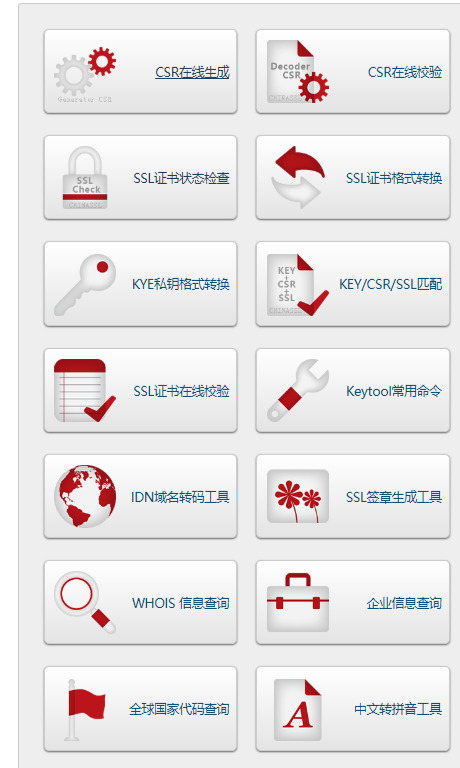 CSR在线生成
Generator CSR
Decoder
CSR
CHINASSL
CSR在线校验
SSL
Check
CHINASSL
SSL证书状态检查
SSL证书格式转换
KYE私钥格式转换
KEY
+
CSR
+
SSL
CHINASSL
KEY/CSR/SSL匹配
SSL证书在线校验
Keytool常用命令
IDN域名转码工具
SSL签章生成工具
WHOIS 信息查询
企业信息查询
全球国家代码查询
A
中文转拼音工具